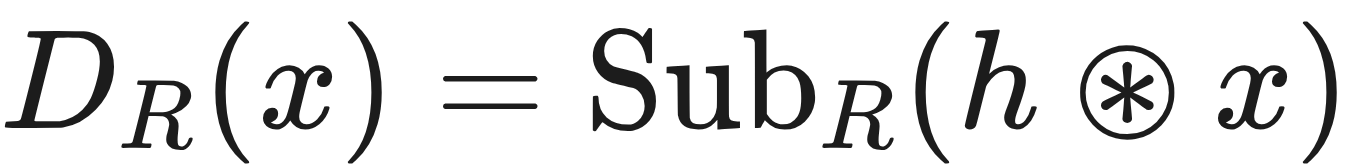 D_R(x) = Sub_R(h ⊛ x)